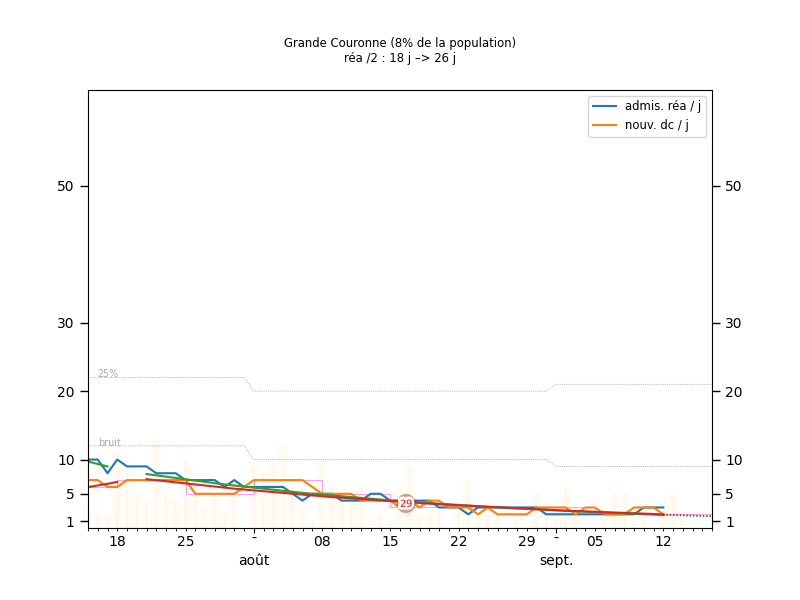 Grande Couronne (8% de la population)
réa /2 : 18 j –> 26 j
admis. réa / j
nouv. dc / j
50 50
30 30
25%
20 20
bruit
10 10
5 5
29
1 1
18 25 - 08 15 22 29 - 05 12
août sept.